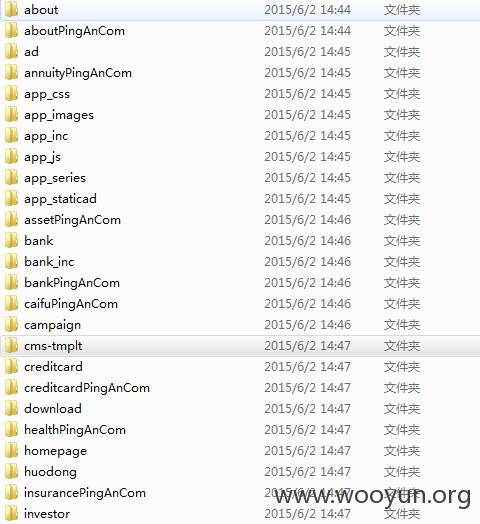 about 2015/6/2 14:44 文件夹
aboutPingAnCom 2015/6/2 14:44 文件夹
ad 2015/6/2 14:45 文件夹
annuityPingAnCom 2015/6/2 14:45 文件夹
app_css 2015/6/2 14:45 文件夹
app_images 2015/6/2 14:45 文件夹
app_inc 2015/6/2 14:45 文件夹
app_js 2015/6/2 14:45 文件夹
app_series 2015/6/2 14:45 文件夹
app_staticad 2015/6/2 14:45 文件夹
assetPingAnCom 2015/6/2 14:46 文件夹
bank 2015/6/2 14:46 文件夹
bank_inc 2015/6/2 14:46 文件夹
bankPingAnCom 2015/6/2 14:46 文件夹
caifuPingAnCom 2015/6/2 14:46 文件夹
campaign 2015/6/2 14:46 文件夹
cms-tmplt 2015/6/2 14:47 文件夹
creditcard 2015/6/2 14:47 文件夹
creditcardPingAnCom 2015/6/2 14:47 文件夹
download 2015/6/2 14:47 文件夹
healthPingAnCom 2015/6/2 14:47 文件夹
homepage 2015/6/2 14:47 文件夹
huodong 2015/6/2 14:47 文件夹
insurancePingAnCom 2015/6/2 14:47 文件夹
www.wooyun.org
investor 2015/6/2 14:47 文件夹